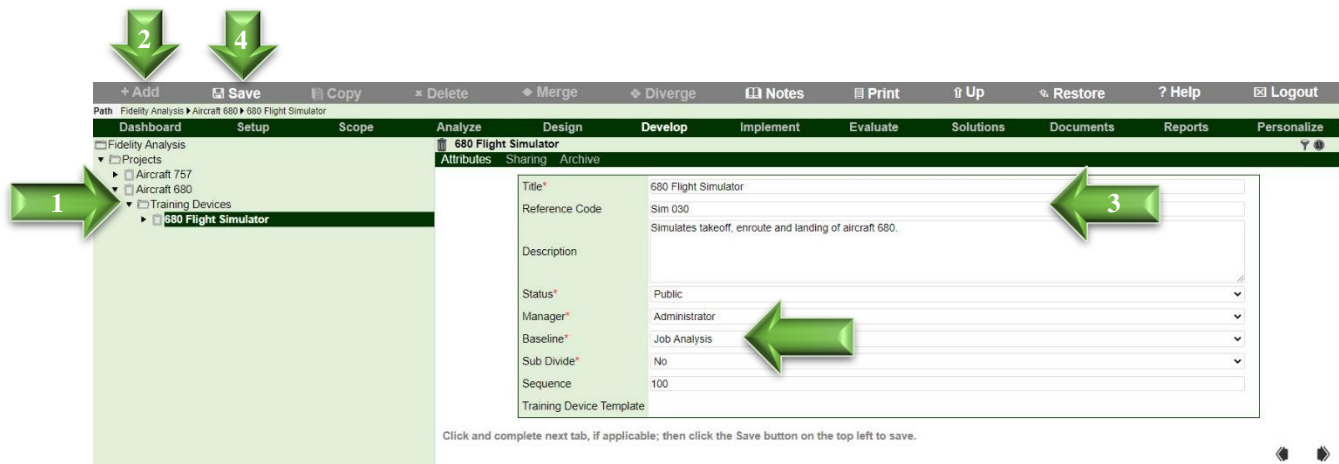 2 4
+ Add Save Copy × Delete Merge Diverge Notes Print Up Restore ? Help Logout
Path Fidelity Analysis Aircraft 680 680 Flight Simulator
Dashboard Setup Scope Analyze Design Develop Implement Evaluate Solutions Documents Reports Personalize
Fidelity Analysis
Projects
Aircraft 757
Aircraft 680
1
Training Devices
680 Flight Simulator
680 Flight Simulator
Attributes Sharing Archive
Title* 680 Flight Simulator
3
Reference Code Sim 030
Description Simulates takeoff, enroute and landing of aircraft 680.
Status* Public
Manager* Administrator
Baseline* Job Analysis
Sub Divide* No
Sequence 100
Training Device Template
Click and complete next tab, if applicable; then click the Save button on the top left to save.